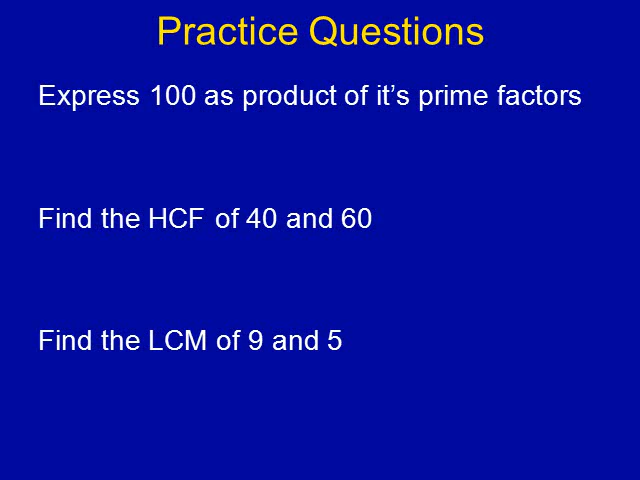 Practice Questions
Express 100 as product of it’s prime factors
Find the HCF of 40 and 60
Find the LCM of 9 and 5